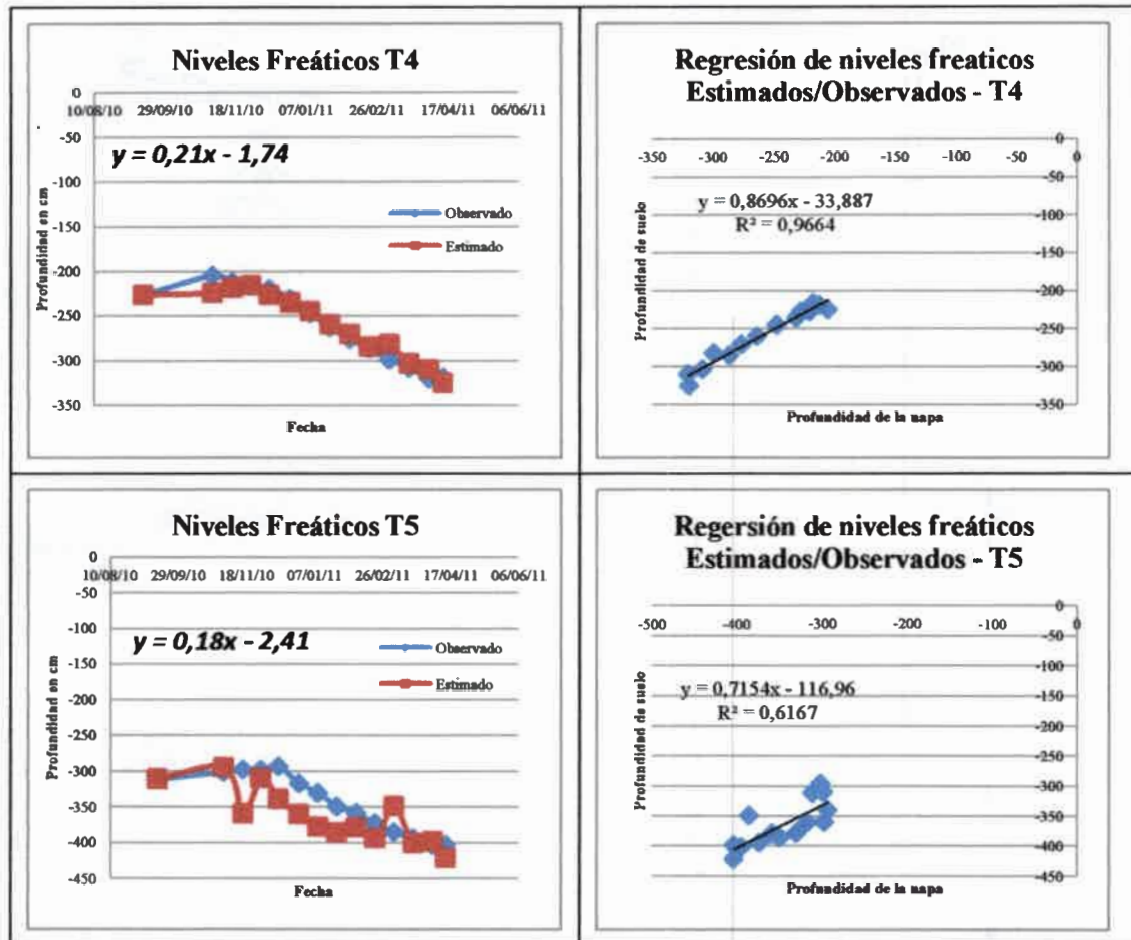 Niveles Freáticos T4
0
10/08/10 29/09/10 18/11/10 07/01/11 26/02/11 17/04/11 06/06/11
-50
y = 0,21x - 1,74
-100
-150
-200
-250
-300
-350
Observado
Estimado
Profundidad en cm
Fecha
Regresión de niveles freaticos
Estimados/Observados - T4
-350 -300 -250 -200 -150 -100 -50 0
0
-50
-100
-150
-200
-250
-300
-350
y = 0,8696x - 33,887
R² = 0,9664
Profundidad de suelo
Profundidad de la napa
Niveles Freáticos T5
0
10/08/10 29/09/10 18/11/10 07/01/11 26/02/11 17/04/11 06/06/11
-50
-100
y = 0,18x - 2,41
-150
-200
-250
-300
-350
-400
-450
Observado
Estimado
Profundidad en cm
Fecha
Regersión de niveles freáticos
Estimados/Observados - T5
-500 -400 -300 -200 -100 0
0
-50
-100
-150
-200
-250
-300
-350
-400
-450
y = 0,7154x - 116,96
R² = 0,6167
Profundidad de suelo
Profundidad de la napa